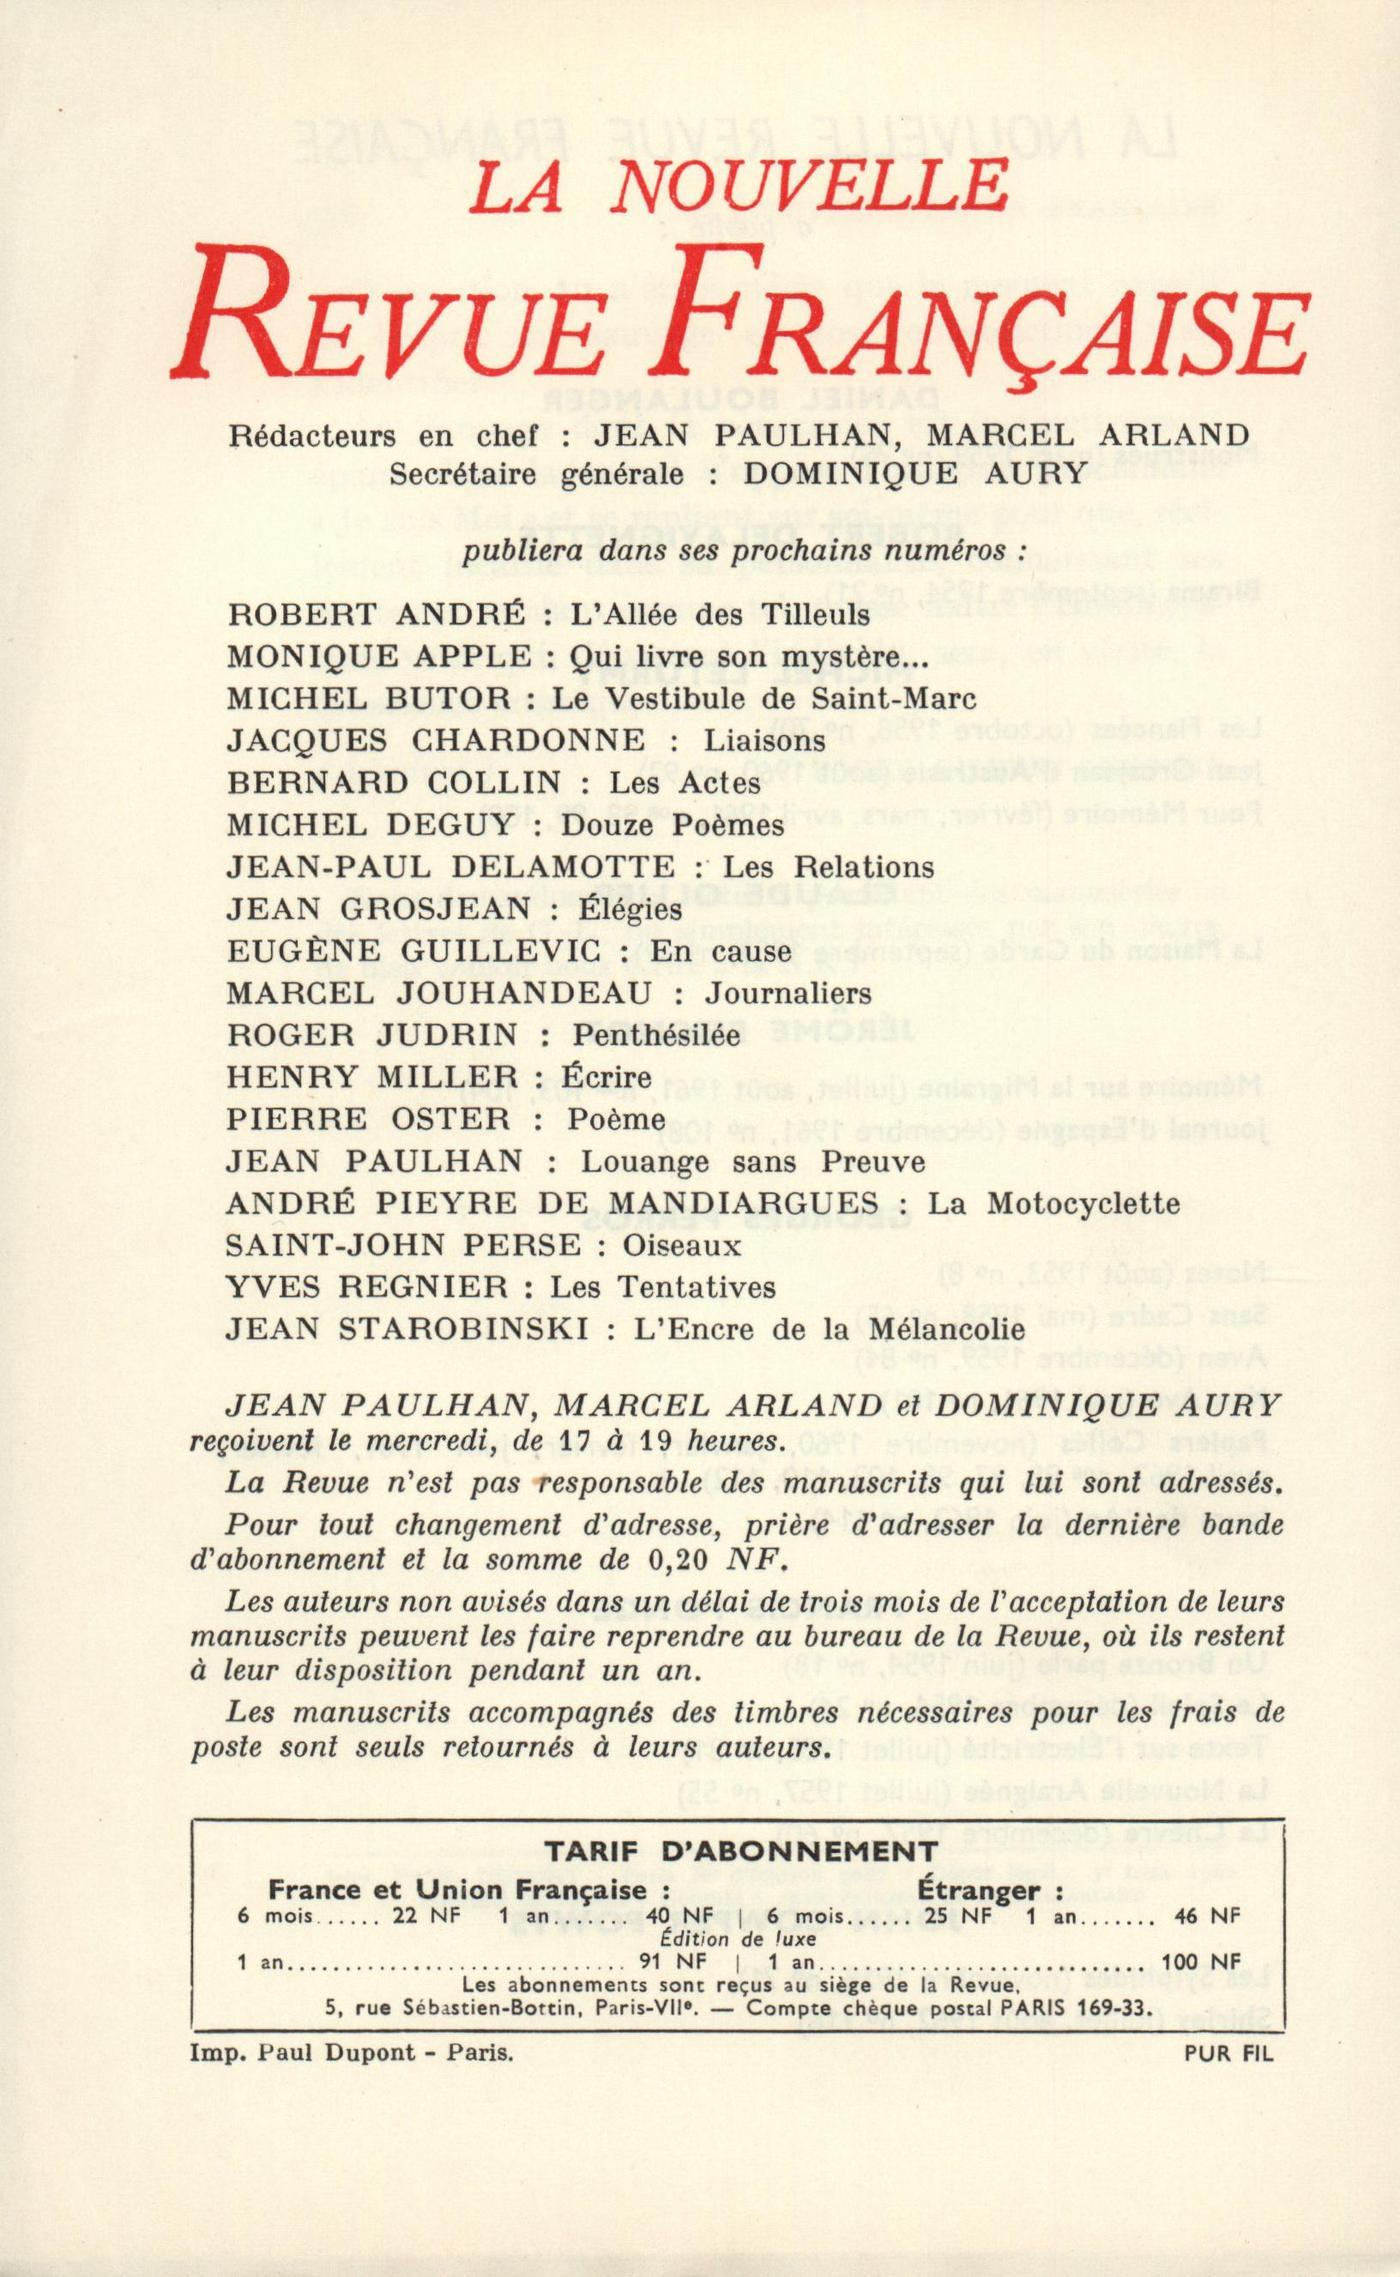 LA NOUVELLE
REVUE FRANÇAISE
Rédacteurs en chef : JEAN PAULHAN, MARCEL ARLAND
Secrétaire générale : DOMINIQUE AURY
publiera dans ses prochains numéros :
ROBERT ANDRÉ : L'Allée des Tilleuls
MONIQUE APPLE : Qui livre son mystère...
MICHEL BUTOR : Le Vestibule de Saint-Marc
JACQUES CHARDONNE : Liaisons
BERNARD COLLIN : Les Actes
MICHEL DEGUY : Douze Poèmes
JEAN-PAUL DELAMOTTE : Les Relations
JEAN GROSJEAN : Élégies
EUGÈNE GUILLEVIC : En cause
MARCEL JOUHANDEAU : Journaliers
ROGER JUDRIN : Penthésilée
HENRY MILLER : Écrire
PIERRE OSTER : Poème
JEAN PAULHAN : Louange sans Preuve
ANDRÉ PIEYRE DE MANDIARGUES : La Motocyclette
SAINT-JOHN PERSE : Oiseaux
YVES REGNIER : Les Tentatives
JEAN STAROBINSKI : L'Encre de la Mélancolie
JEAN PAULHAN, MARCEL ARLAND et DOMINIQUE AURY
reçoivent le mercredi, de 17 à 19 heures.
La Revue n'est pas responsable des manuscrits qui lui sont adressés.
Pour tout changement d'adresse, prière d'adresser la dernière bande
d'abonnement et la somme de 0,20 NF.
Les auteurs non avisés dans un délai de trois mois de l'acceptation de leurs
manuscrits peuvent les faire reprendre au bureau de la Revue, où ils restent
à leur disposition pendant un an.
Les manuscrits accompagnés des timbres nécessaires pour les frais de
poste sont seuls retournés à leurs auteurs.
TARIF D'ABONNEMENT
France et Union Française : Étranger :
6 mois...... 22 NF 1 an....... 40 NF | 6 mois...... 25 NF 1 an....... 46 NF
Édition de luxe
1 an............................. 91 NF | 1 an............................ 100 NF
Les abonnements sont reçus au siège de la Revue,
5, rue Sébastien-Bottin, Paris-VIIe. — Compte chèque postal PARIS 169-33.
Imp. Paul Dupont - Paris. PUR FIL